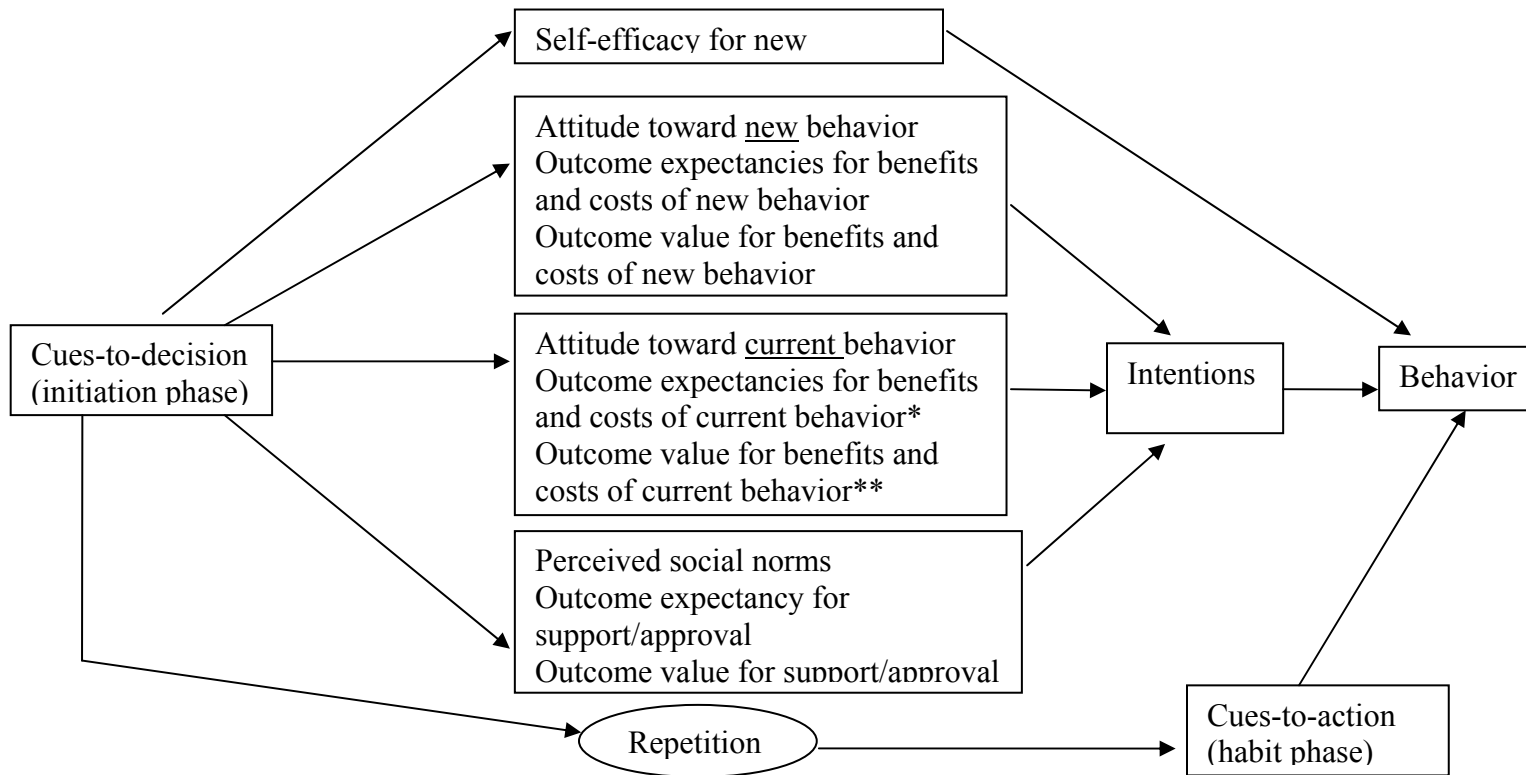 Self-efficacy for new
Attitude toward new behavior
Outcome expectancies for benefits
and costs of new behavior
Outcome value for benefits and
costs of new behavior
Cues-to-decision
(initiation phase)
Attitude toward current behavior
Outcome expectancies for benefits
and costs of current behavior*
Outcome value for benefits and
costs of current behavior**
Intentions
Behavior
Perceived social norms
Outcome expectancy for
support/approval
Outcome value for support/approval
Repetition
Cues-to-action
(habit phase)